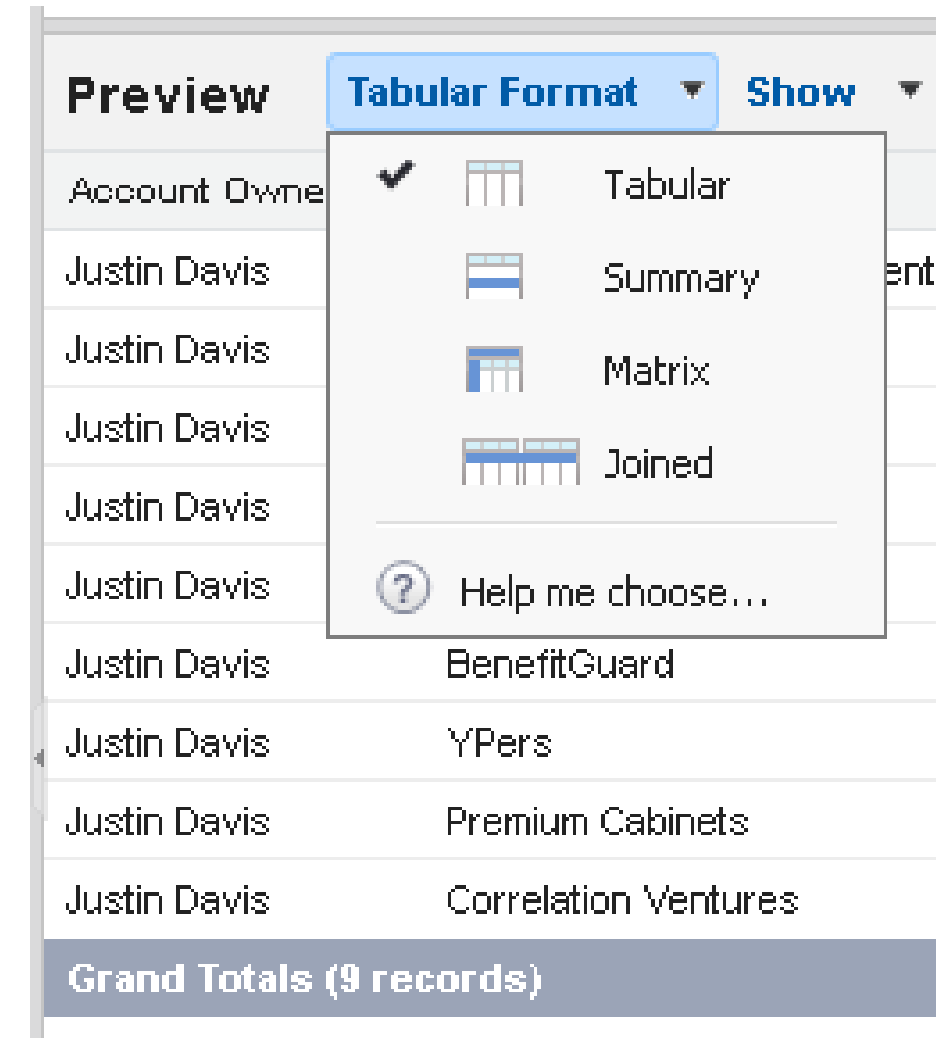 Preview Tabular Format Show
Account Owne
Tabular
Justin Davis
Summary
ent
Justin Davis
Matrix
Justin Davis
Joined
Justin Davis
Justin Davis
Help me choose...
Justin Davis BenefitGuard
Justin Davis YPers
Justin Davis Premium Cabinets
Justin Davis Correlation Ventures
Grand Totals (9 records)